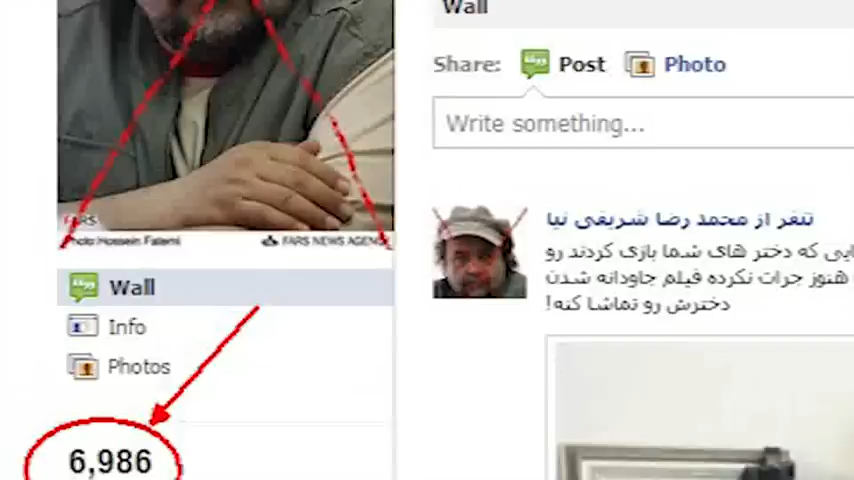 Wall
Share: Post Photo
Write something...
FARS
Photo:Hossein Fatemi
FARS NEWS AGENC
Wall
Info
Photos
6,986
تنفر از محمد رضا شریفی نیا
ایی که دختر های شما بازی کردند رو
هنوز جرات نکرده فیلم جاودانه شدن
دخترش رو تماشا کنه!